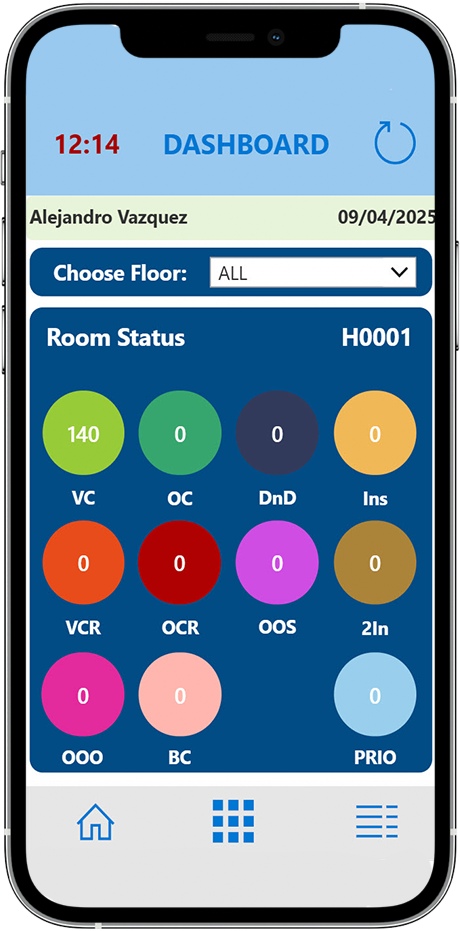 12:14 DASHBOARD
Alejandro Vazquez 09/04/2025
Choose Floor: ALL
Room Status H0001
140 0 0 0
VC OC DnD Ins
0 0 0 0
VCR OCR OOS 2In
0 0 0
OOO BC PRIO